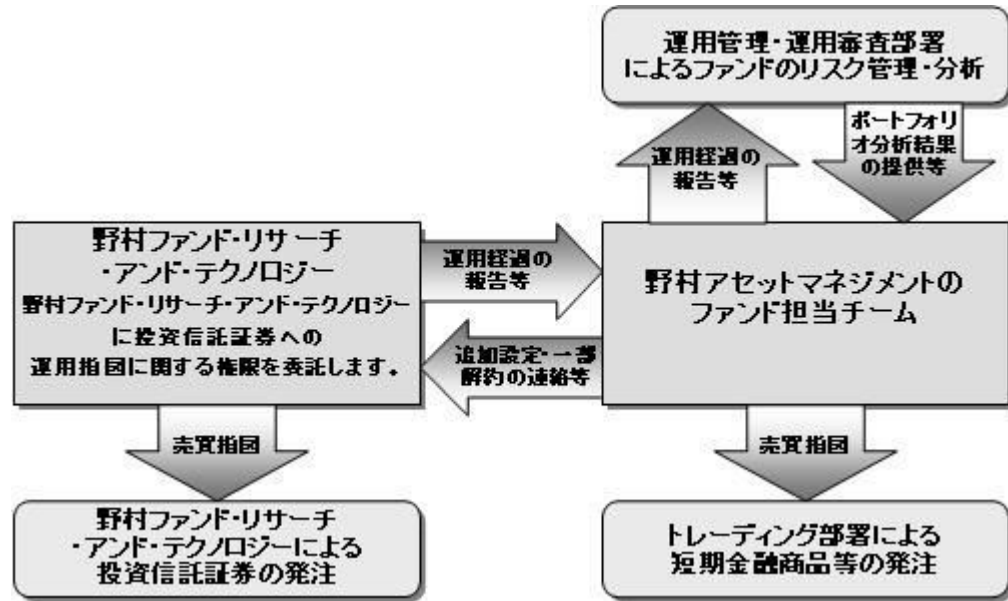 運用管理・運用審査部署
によるファンドのリスク管理・分析
運用経過の
報告等
ポートフォリ
オ分析結果
の提供等
野村ファンド・リサーチ
・アンド・テクノロジー
野村ファンド・リサーチ・アンド・テクノロジー
に投資信託証券への
運用指図に関する権限を委託します。
運用経過の
報告等
追加設定・一部
解約の連絡等
野村アセットマネジメントの
ファンド担当チーム
売買指図
売買指図
野村ファンド・リサーチ
・アンド・テクノロジーによる
投資信託証券の発注
トレーディング部署による
短期金融商品等の発注